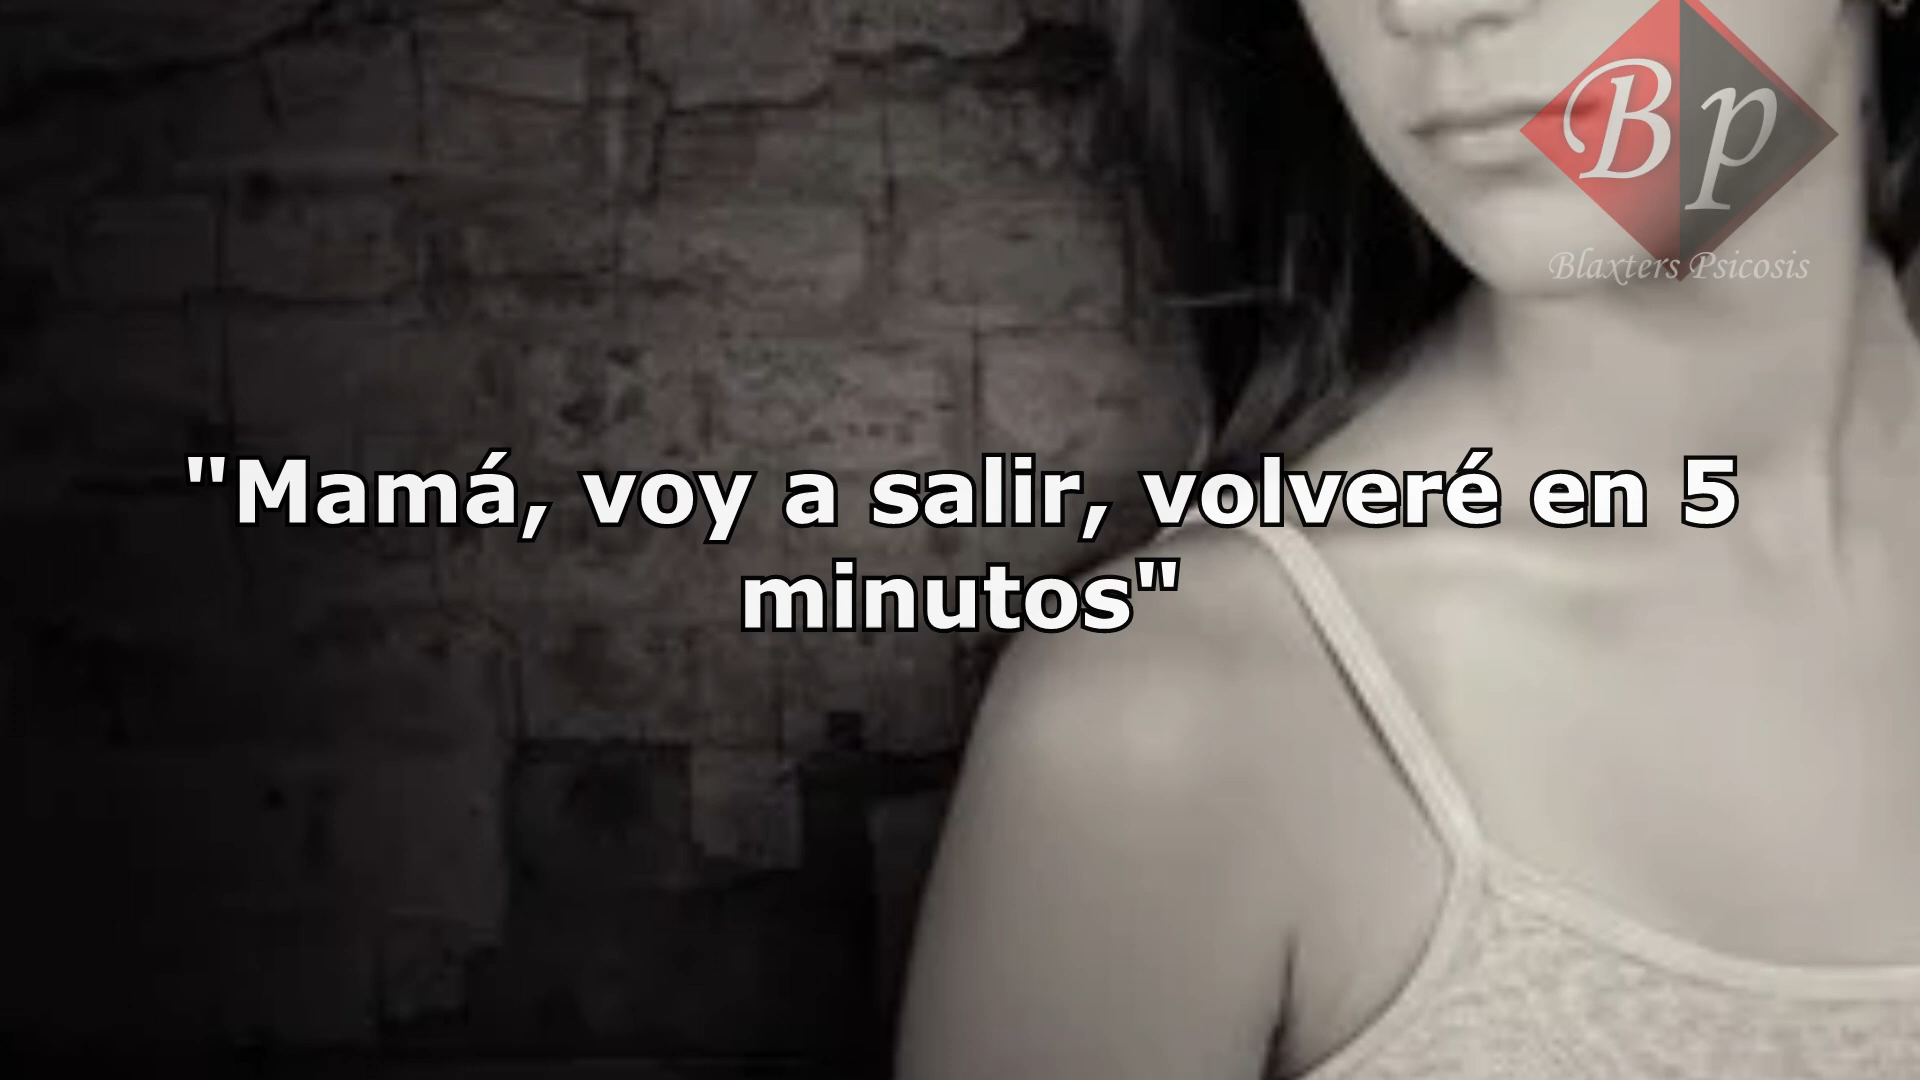 Bp
Blaxters Psicosis
"Mamá, voy a salir, volveré en 5
minutos"